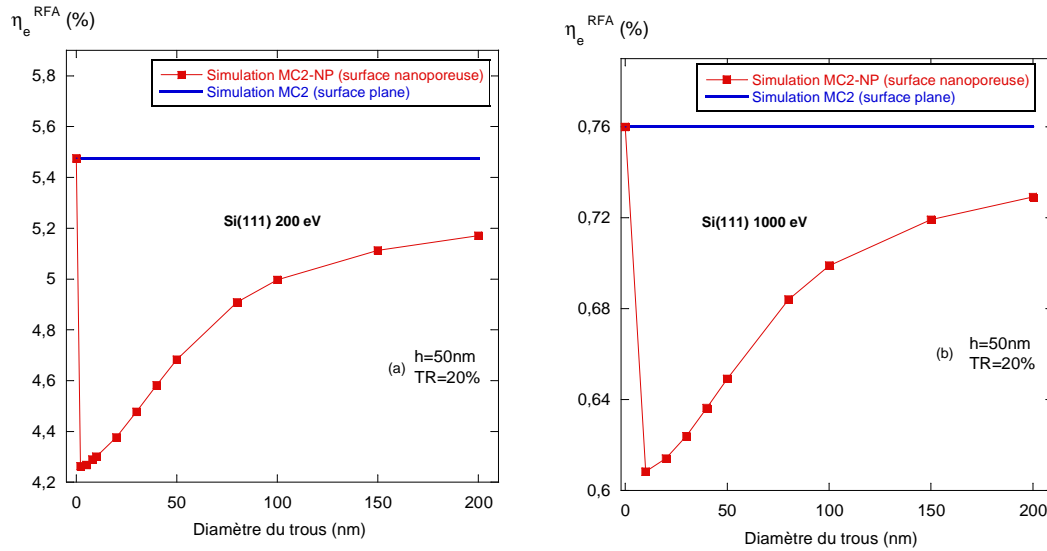 η_e^RFA (%)
5,8
5,6
5,4
5,2
5
4,8
4,6
4,4
4,2
Simulation MC2-NP (surface nanoporeuse)
Simulation MC2 (surface plane)
Si(111) 200 eV
(a)
h=50nm
TR=20%
0 50 100 150 200
Diamètre du trous (nm)
η_e^RFA (%)
0,76
0,72
0,68
0,64
0,6
Simulation MC2-NP (surface nanoporeuse)
Simulation MC2 (surface plane)
Si(111) 1000 eV
(b)
h=50nm
TR=20%
0 50 100 150 200
Diamètre du trous (nm)